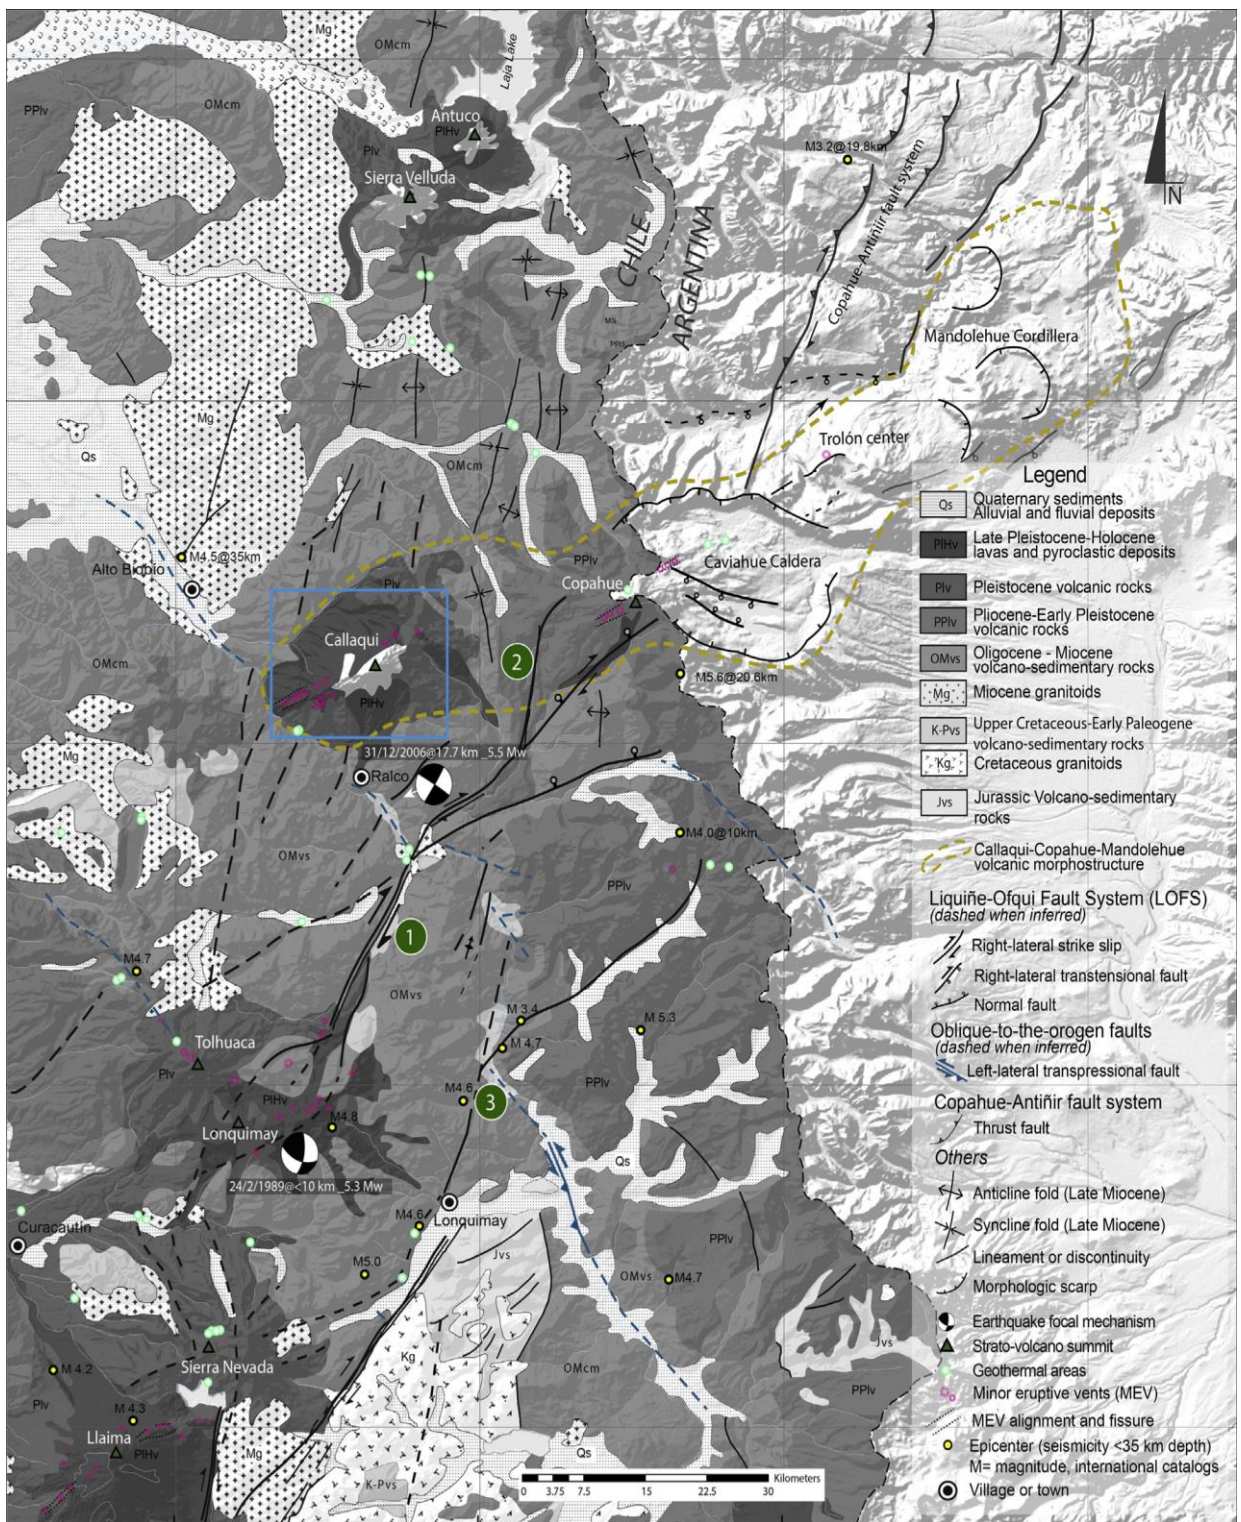 Mg
OMcm
Laja Lake
PPlv
OMcm
Antuco
PlHv
Plv
M3.2@19.8km
Sierra Velluda
N
CHILE
ARGENTINA
Copahue-Antiñir fault system
Mandolehue Cordillera
Mg
Qs
Trolón center
OMcm
M4.5@35km
Alto Biobío
PPlv
Plv
Caviahue Caldera
Copahue
Callaqui
OMcm
2
M5.6@20.6km
PlHv
31/12/2006@17.7 km _5.5 Mw
Mg
Ralco
M4.0@10km
OMvs
PPlv
1
M4.7
OMvs
M 3.4
M 5.3
Tolhuaca
M 4.7
Plv
PPlv
M4.6
3
PlHv
Lonquimay
M4.8
Qs
24/2/1989@<10 km _5.3 Mw
Lonquimay
M4.6
Curacautín
Jvs
PPlv
M5.0
OMvs
M4.7
Sierra Nevada
Kg
OMcm
Jvs
M 4.2
PPlv
Plv
M 4.3
Llaima
PlHv
Mg
Qs
K-Pvs
Kilometers
0 3.75 7.5 15 22.5 30
Legend
Qs Quaternary sediments
Alluvial and fluvial deposits
PlHv Late Pleistocene-Holocene
lavas and pyroclastic deposits
Plv Pleistocene volcanic rocks
PPlv Pliocene-Early Pleistocene
volcanic rocks
OMvs Oligocene - Miocene
volcano-sedimentary rocks
Mg Miocene granitoids
K-Pvs Upper Cretaceous-Early Paleogene
volcano-sedimentary rocks
Kg Cretaceous granitoids
Jvs Jurassic Volcano-sedimentary
rocks
Callaqui-Copahue-Mandolehue
volcanic morphostructure
Liquiñe-Ofqui Fault System (LOFS)
(dashed when inferred)
Right-lateral strike slip
Right-lateral transtensional fault
Normal fault
Oblique-to-the-orogen faults
(dashed when inferred)
Left-lateral transpressional fault
Copahue-Antiñir fault system
Thrust fault
Others
Anticline fold (Late Miocene)
Syncline fold (Late Miocene)
Lineament or discontinuity
Morphologic scarp
Earthquake focal mechanism
Strato-volcano summit
Geothermal areas
Minor eruptive vents (MEV)
MEV alignment and fissure
Epicenter (seismicity <35 km depth)
M= magnitude, international catalogs
Village or town